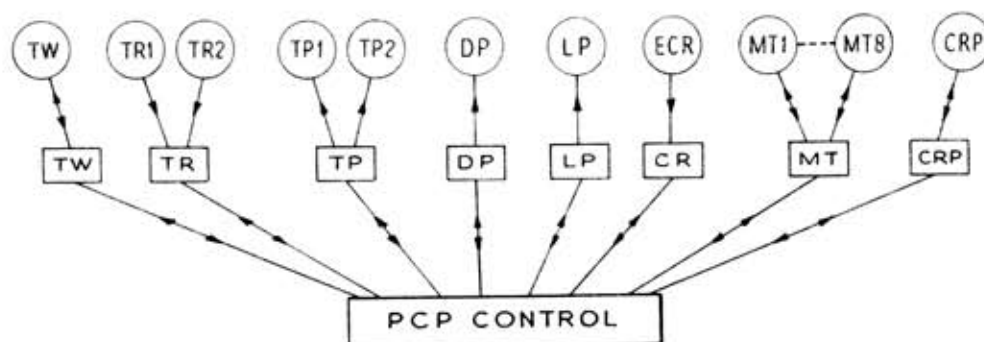 TW TR1 TR2 TP1 TP2 DP LP ECR MT1 MT8 CRP
TW TR TP DP LP CR MT CRP
PCP CONTROL